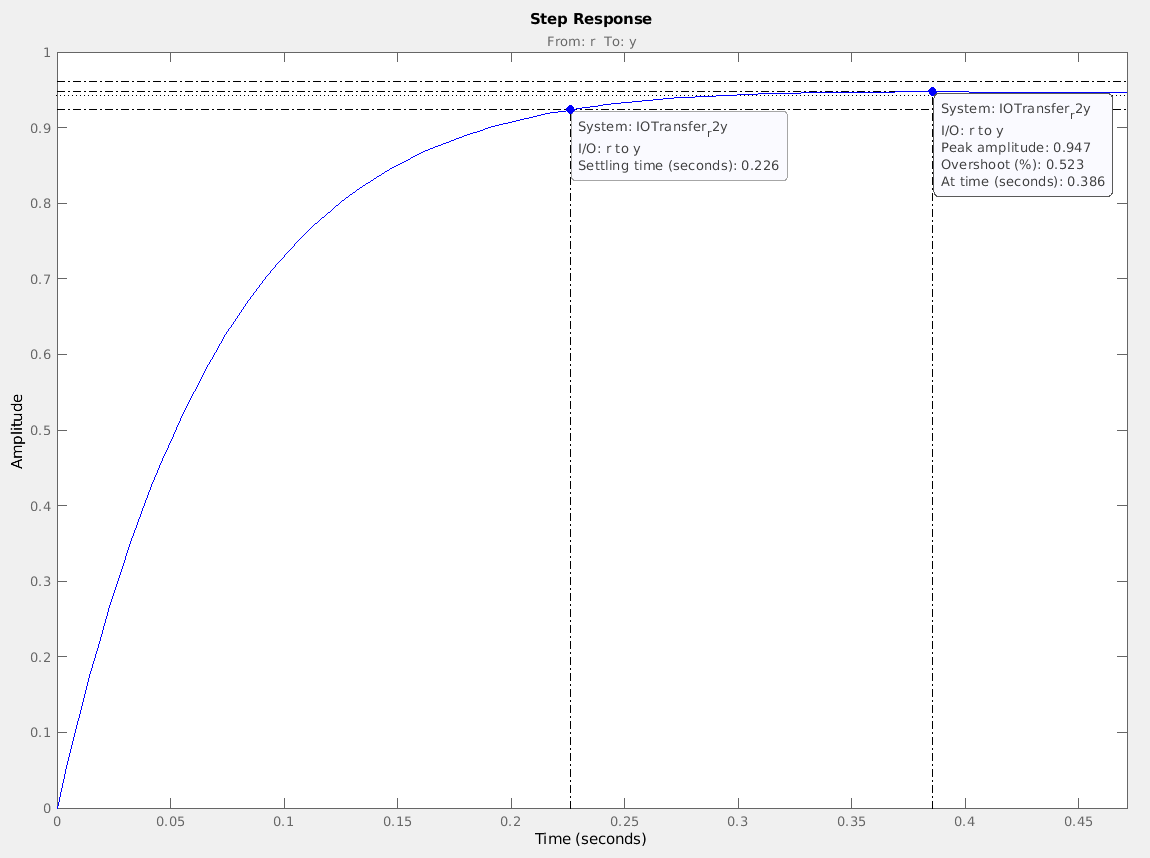 Step Response
From: r To: y
1
0.9
0.8
0.7
0.6
0.5
0.4
0.3
0.2
0.1
0
Amplitude
System: IOTransfer_r2y
I/O: r to y
Settling time (seconds): 0.226
System: IOTransfer_r2y
I/O: r to y
Peak amplitude: 0.947
Overshoot (%): 0.523
At time (seconds): 0.386
0 0.05 0.1 0.15 0.2 0.25 0.3 0.35 0.4 0.45
Time (seconds)